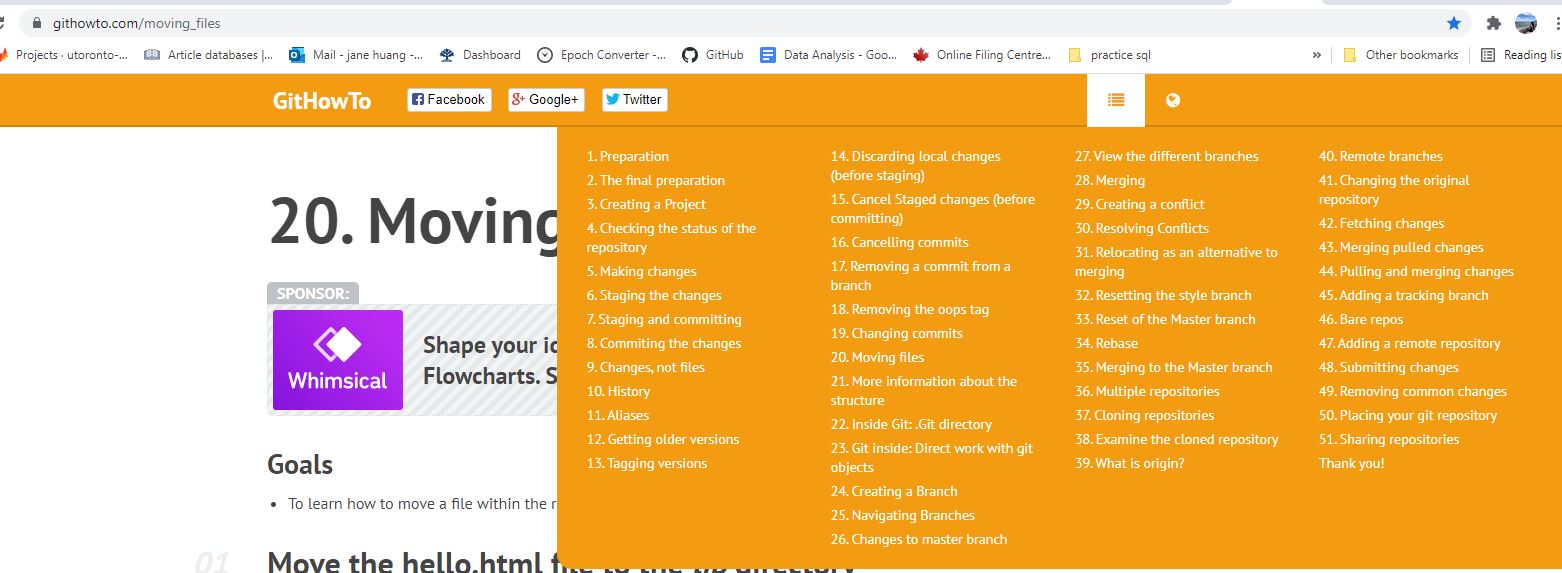 githowto.com/moving_files
Projects · utoronto-...
Article databases |...
Mail - jane huang -...
Dashboard
Epoch Converter -...
GitHub
Data Analysis - Goo...
Online Filing Centre...
practice sql
»
Other bookmarks
Reading lis
GitHowTo
Facebook
Google+
Twitter
20. Moving
SPONSOR:
Whimsical
Shape your ic
Flowcharts. S
Goals
• To learn how to move a file within the r
01
Move the hello.html file to the lib directory
1. Preparation
2. The final preparation
3. Creating a Project
4. Checking the status of the
repository
5. Making changes
6. Staging the changes
7. Staging and committing
8. Commiting the changes
9. Changes, not files
10. History
11. Aliases
12. Getting older versions
13. Tagging versions
14. Discarding local changes
(before staging)
15. Cancel Staged changes (before
committing)
16. Cancelling commits
17. Removing a commit from a
branch
18. Removing the oops tag
19. Changing commits
20. Moving files
21. More information about the
structure
22. Inside Git: .Git directory
23. Git inside: Direct work with git
objects
24. Creating a Branch
25. Navigating Branches
26. Changes to master branch
27. View the different branches
28. Merging
29. Creating a conflict
30. Resolving Conflicts
31. Relocating as an alternative to
merging
32. Resetting the style branch
33. Reset of the Master branch
34. Rebase
35. Merging to the Master branch
36. Multiple repositories
37. Cloning repositories
38. Examine the cloned repository
39. What is origin?
40. Remote branches
41. Changing the original
repository
42. Fetching changes
43. Merging pulled changes
44. Pulling and merging changes
45. Adding a tracking branch
46. Bare repos
47. Adding a remote repository
48. Submitting changes
49. Removing common changes
50. Placing your git repository
51. Sharing repositories
Thank you!